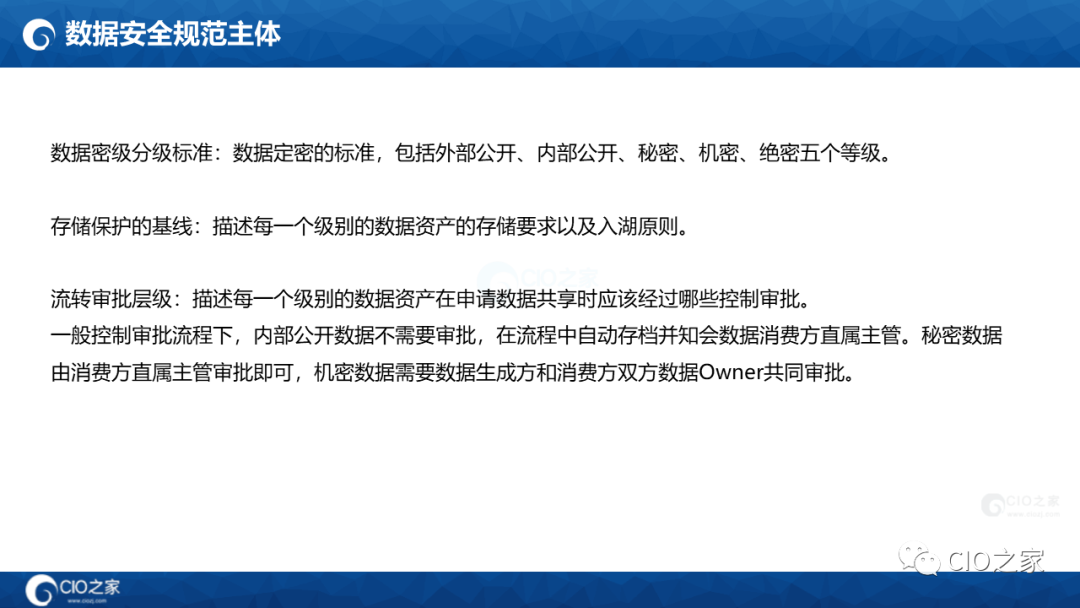 数据安全规范主体
数据密级分级标准：数据定密的标准，包括外部公开、内部公开、秘密、机密、绝密五个等级。
存储保护的基线：描述每一个级别的数据资产的存储要求以及入湖原则。
CIO之家
流转审批层级：描述每一个级别的数据资产在申请数据共享时应该经过哪些控制审批。
一般控制审批流程下，内部公开数据不需要审批，在流程中自动存档并知会数据消费方直属主管。秘密数据
由消费方直属主管审批即可，机密数据需要数据生成方和消费方双方数据Owner共同审批。
CIO之家
www.ciozj.com
CIO之家
CIO之家
www.ciozj.com